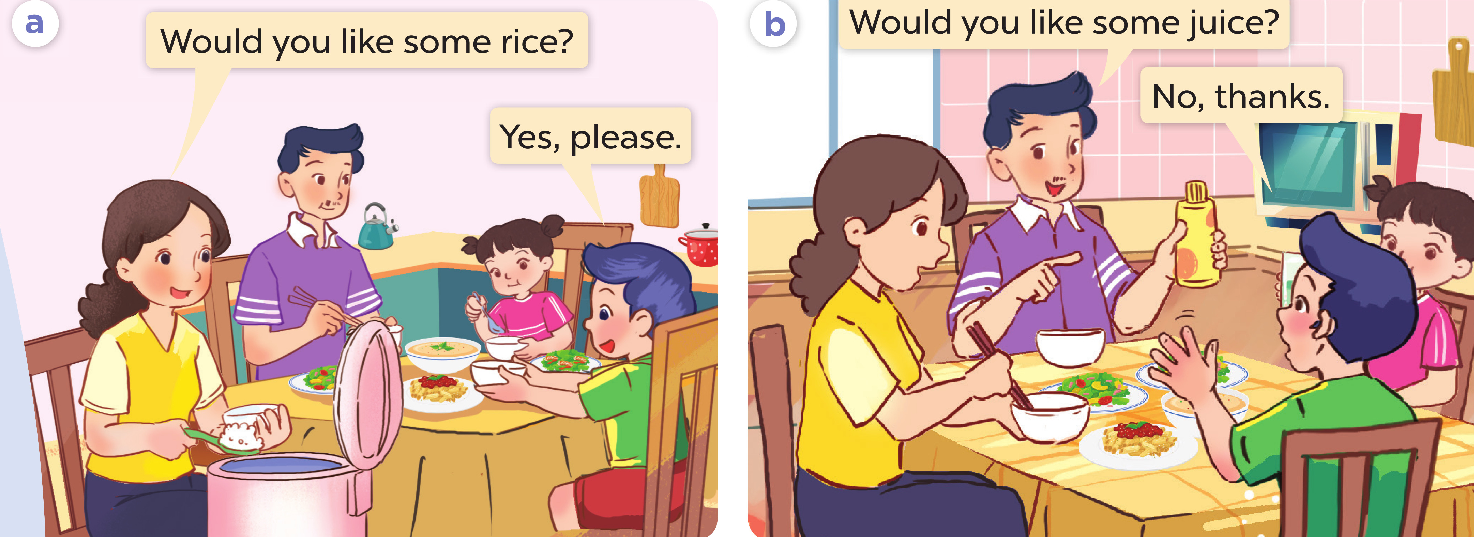 a
Would you like some rice?
Yes, please.
b
Would you like some juice?
No, thanks.